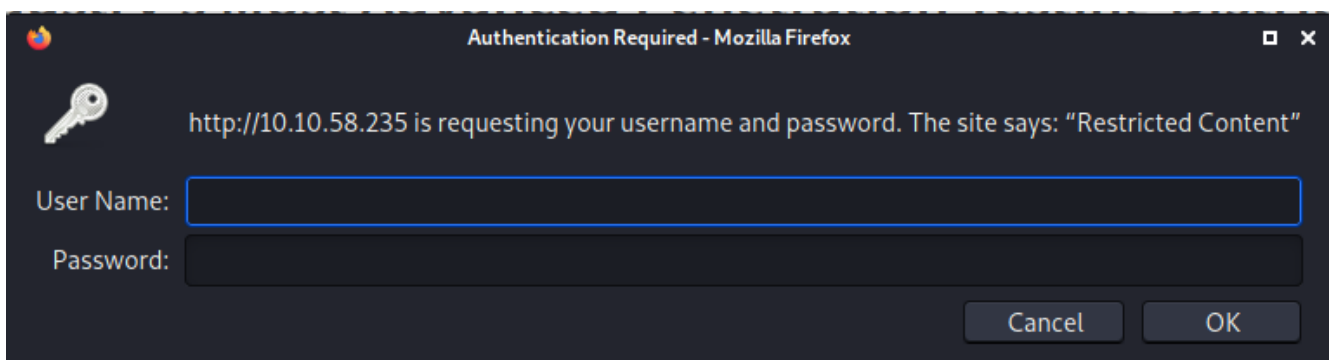 Authentication Required - Mozilla Firefox
http://10.10.58.235 is requesting your username and password. The site says: “Restricted Content”
User Name:
Password:
Cancel
OK